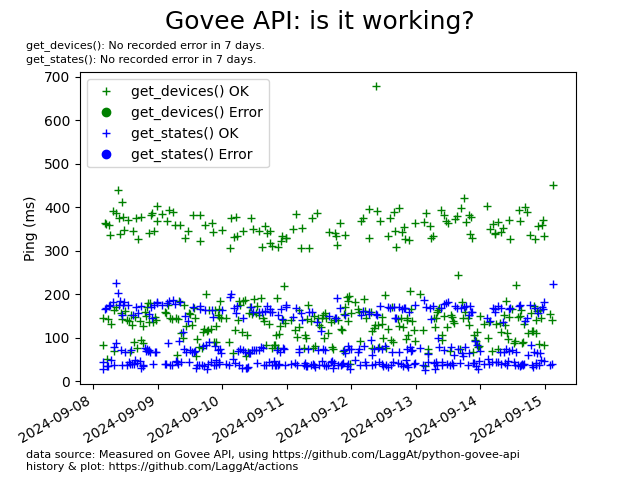 Govee API: is it working?
get_devices(): No recorded error in 7 days.
get_states(): No recorded error in 7 days.
get_devices() OK
get_devices() Error
get_states() OK
get_states() Error
Ping (ms)
700
600
500
400
300
200
100
0
2024-09-08
2024-09-09
2024-09-10
2024-09-11
2024-09-12
2024-09-13
2024-09-14
2024-09-15
data source: Measured on Govee API, using https://github.com/LaggAt/python-govee-api
history & plot: https://github.com/LaggAt/actions